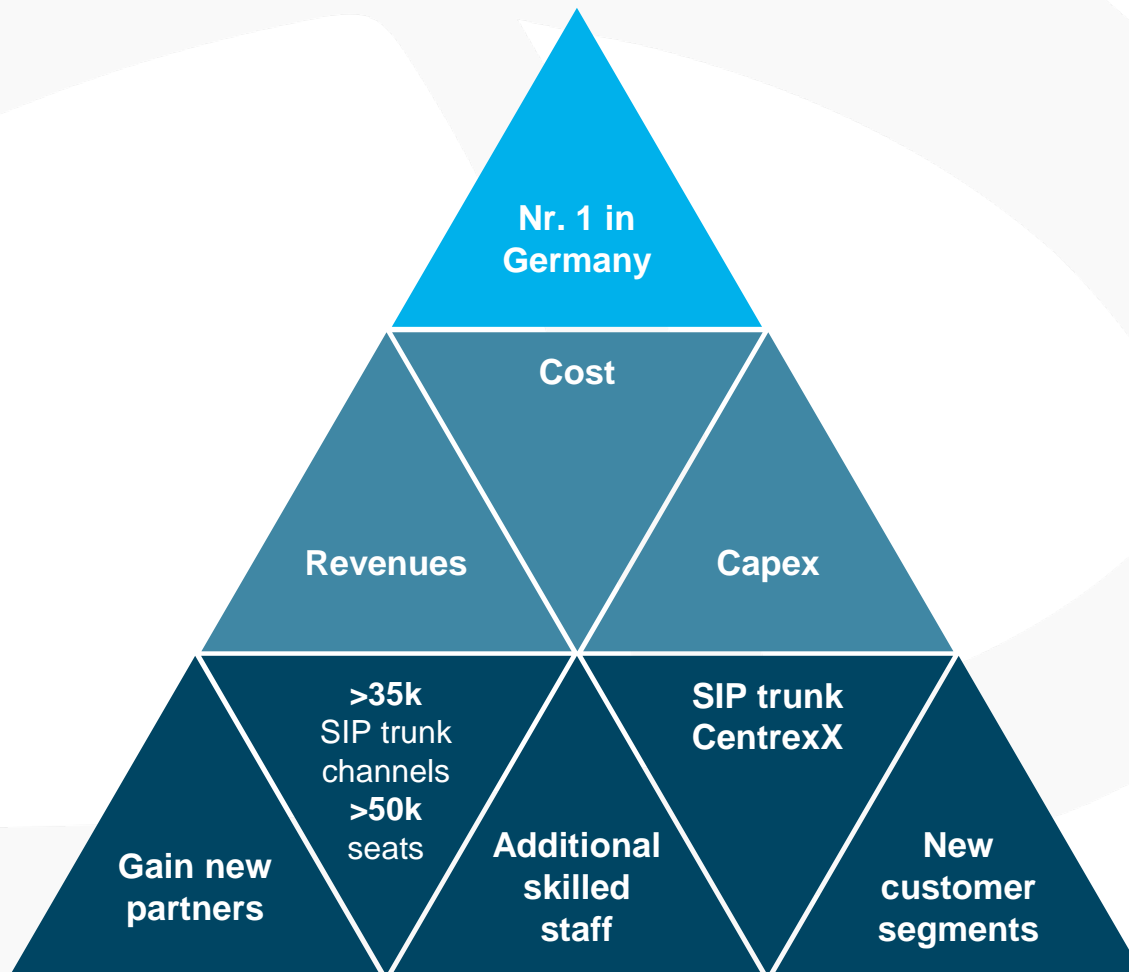 Nr. 1 in
Germany
Cost
Revenues
Capex
>35k
SIP trunk
channels
>50k
seats
SIP trunk
CentrexX
Gain new
partners
Additional
skilled
staff
New
customer
segments